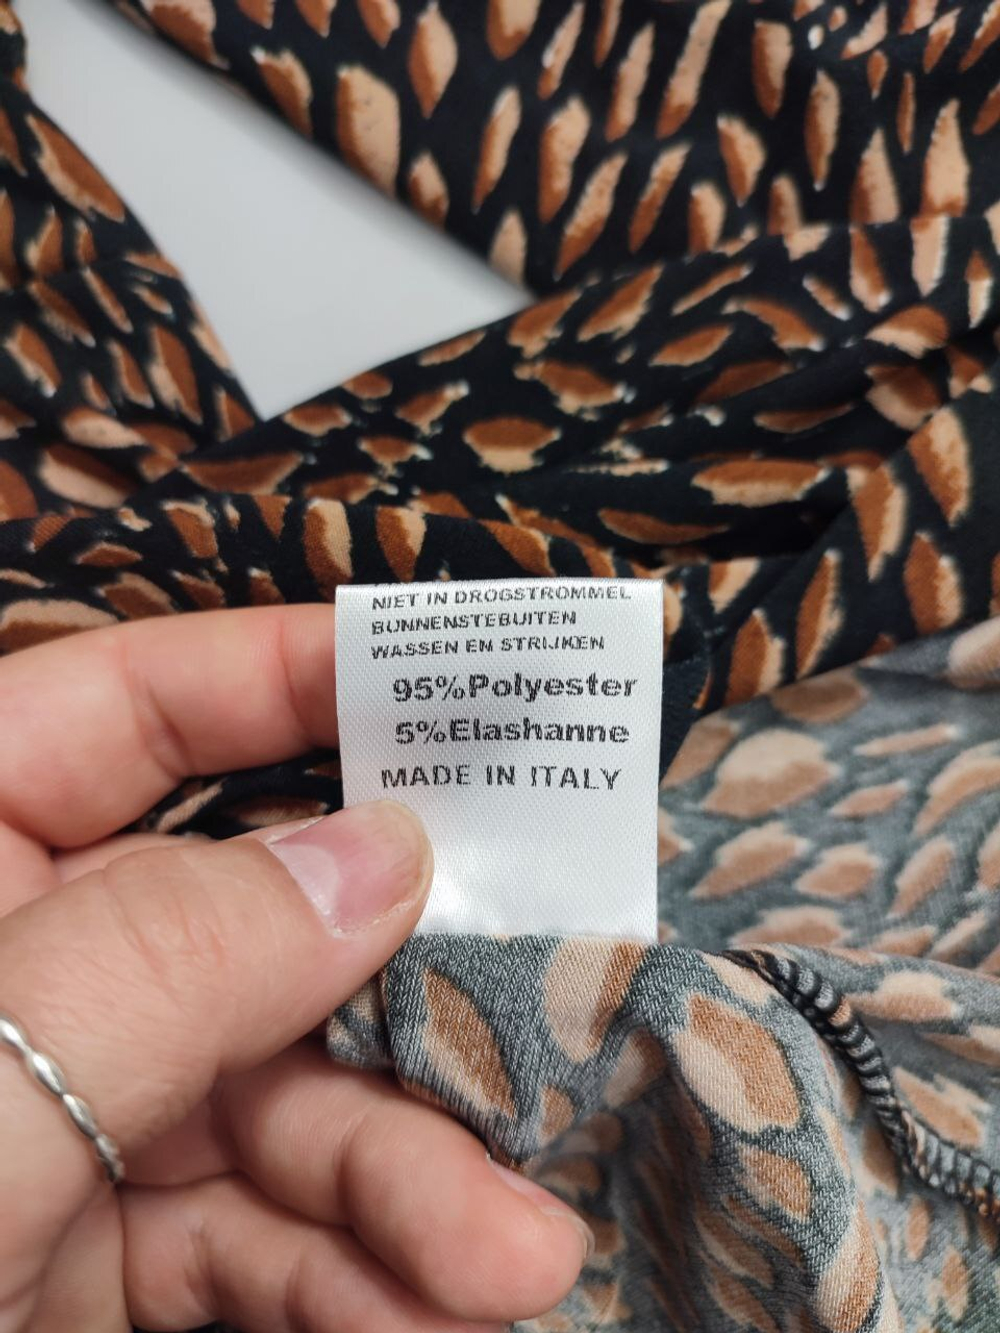 NIET IN DROGSTROMMEL
BUNNENSTEBUITEN
WASSEN EN STRIJKEN
95%Polyester
5%Elashanne
MADE IN ITALY